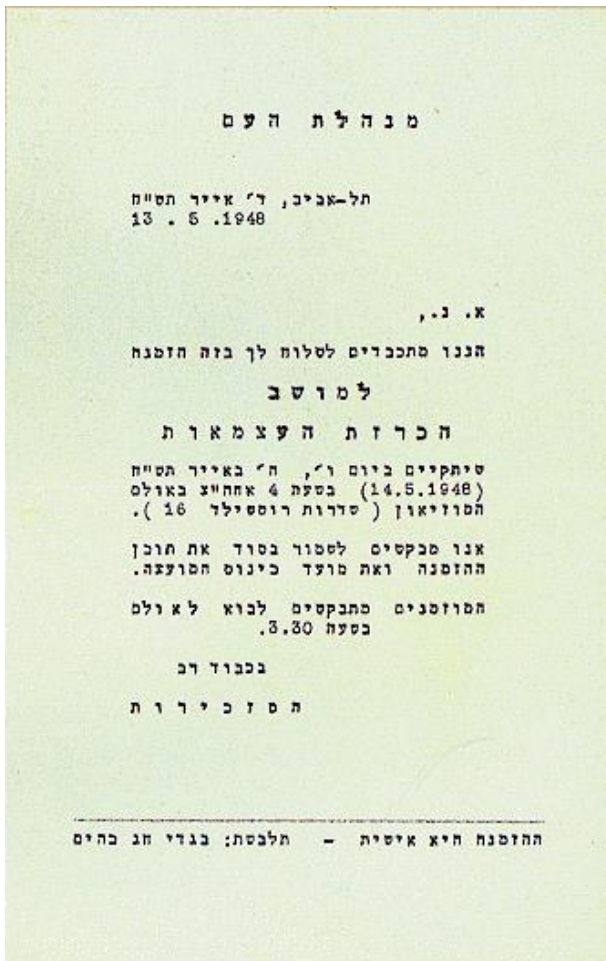 מנהלת העם
תל-אביב, ד' אייר תש"ח
13 . 5 .1948
א. נ.,
הננו מתכבדים לשלוח לך בזה הזמנה
למושב
הכרזת העצמאות
שיתקיים ביום ו', ה' באייר תש"ח
(14.5.1948) בשעה 4 אחה"צ באולם
המוזיאון ( שדרות רוטשילד 16 ).
אנו מבקשים לשמור בסוד את תוכן
ההזמנה ואת מועד כינוס המועצה.
המוזמנים מתבקשים לבוא לאולם
בשעה 3.30.
בכבוד רב
המזכירות
ההזמנה היא אישית – תלבשת: בגדי חג כהים